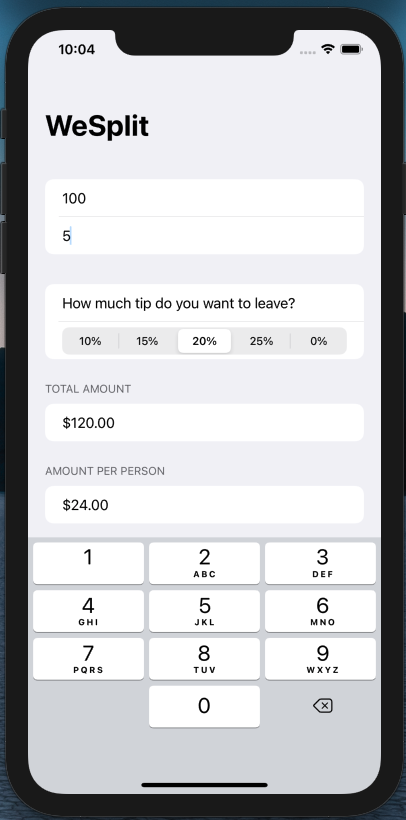 10:04
WeSplit
100
5
How much tip do you want to leave?
10% 15% 20% 25% 0%
TOTAL AMOUNT
$120.00
AMOUNT PER PERSON
$24.00
1 2 3
ABC DEF
4 5 6
GHI JKL MNO
7 8 9
PQRS TUV WXYZ
0